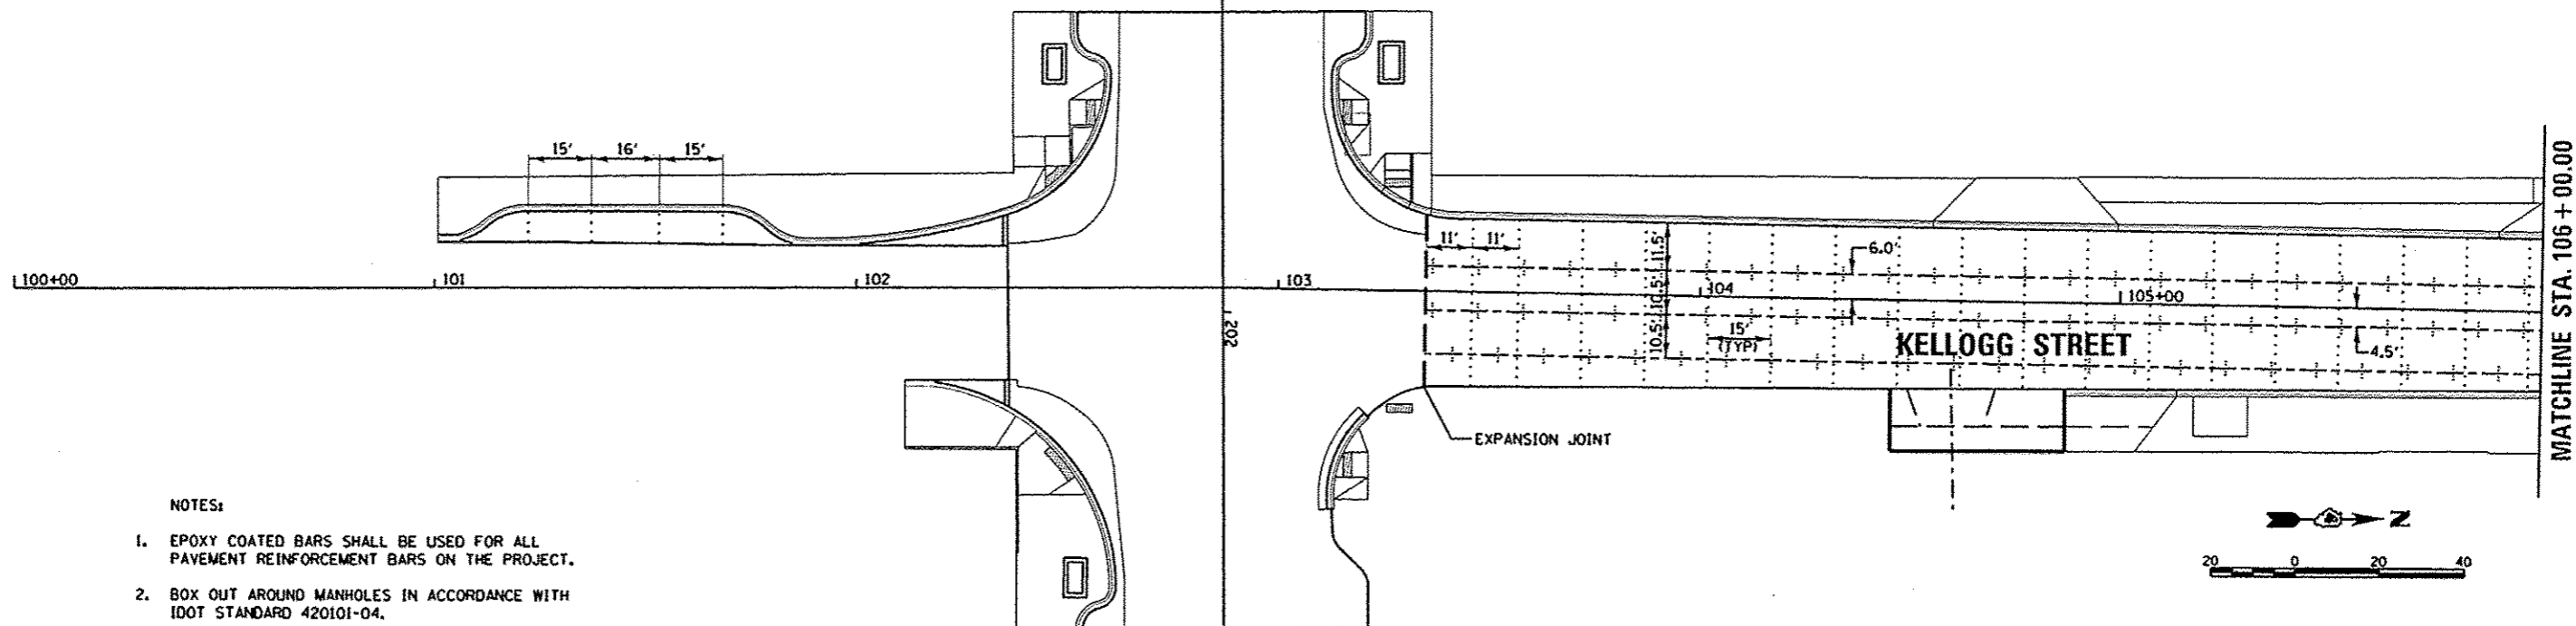 15' 16' 15'
100+00 101 102 103 104 105+00
202
11' 11' 11.5' 6.0'
10.5'
10.5'
15'
(TYP)
KELLOGG STREET
4.5'
MATCHLINE STA. 106+00.00
EXPANSION JOINT
NOTES:
1. EPOXY COATED BARS SHALL BE USED FOR ALL
PAVEMENT REINFORCEMENT BARS ON THE PROJECT.
2. BOX OUT AROUND MANHOLES IN ACCORDANCE WITH
IDOT STANDARD 420101-04.
Z
20 0 20 40